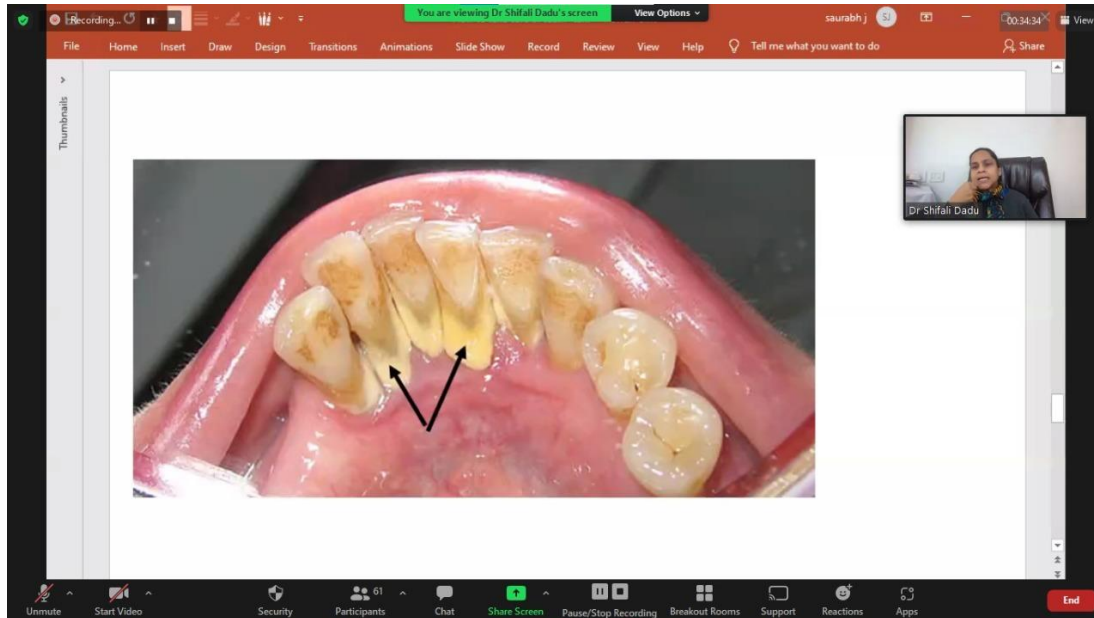 Recording...
You are viewing Dr Shifali Dadu's screen
View Options
saurabh j
SJ
00:34:34
View
File Home Insert Draw Design Transitions Animations Slide Show Record Review View Help Tell me what you want to do Share
Thumbnails
Dr Shifali Dadu
61
Unmute Start Video Security Participants Chat Share Screen Pause/Stop Recording Breakout Rooms Support Reactions Apps End